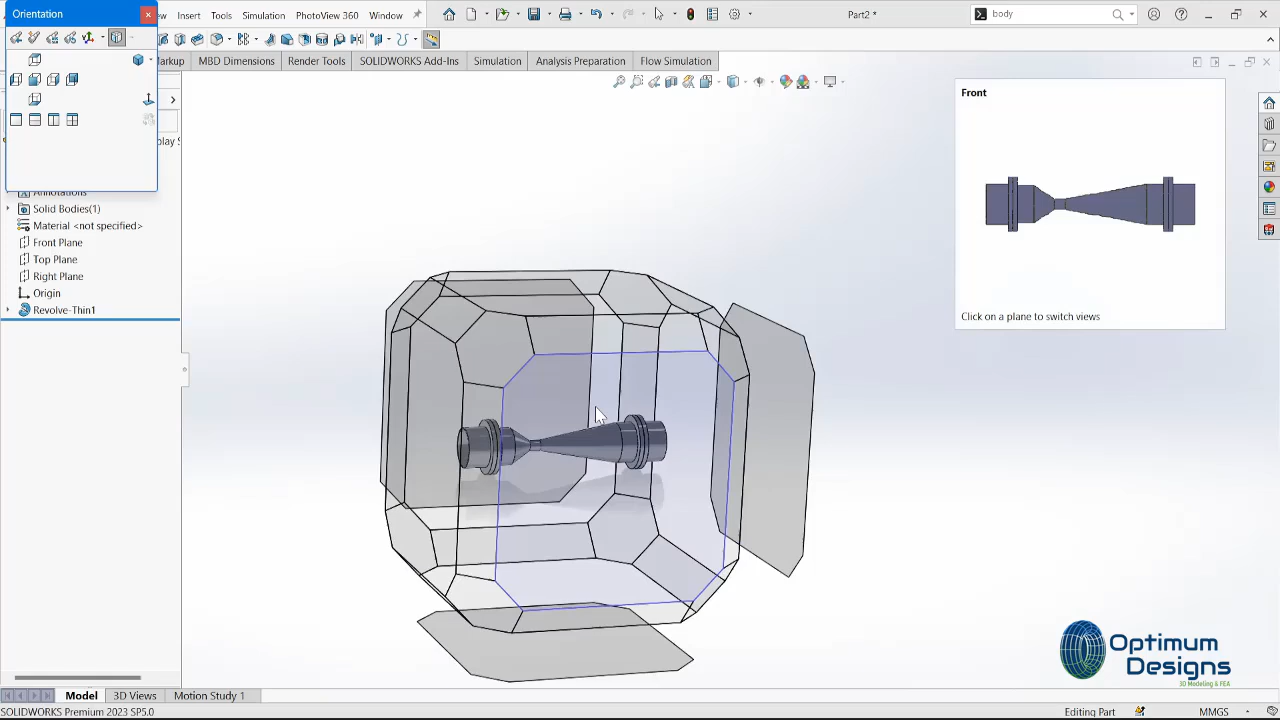 Orientation
ew Insert Tools Simulation PhotoView 360 Window
Part2 *
body
arkup MBD Dimensions Render Tools SOLIDWORKS Add-Ins Simulation Analysis Preparation Flow Simulation
play S
Annotations
Solid Bodies(1)
Material <not specified>
Front Plane
Top Plane
Right Plane
Origin
Revolve-Thin1
Front
Click on a plane to switch views
Optimum
Designs
3D Modeling & FEA
Model 3D Views Motion Study 1
SOLIDWORKS Premium 2023 SP5.0
Editing Part
MMGS